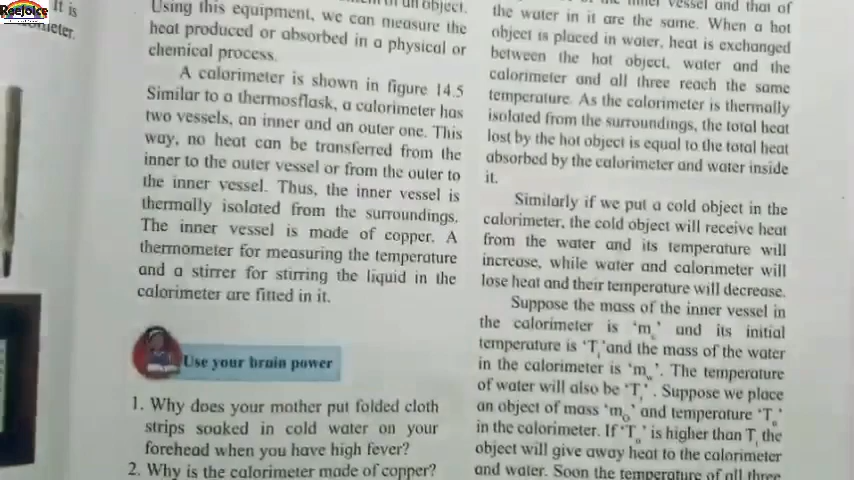 Reejoice
It is
Using this equipment, we can measure the
heat produced or absorbed in a physical or
chemical process.
A calorimeter is shown in figure 14.5
Similar to a thermosflask, a calorimeter has
two vessels, an inner and an outer one. This
way, no heat can be transferred from the
inner to the outer vessel or from the outer to
the inner vessel. Thus, the inner vessel is
thermally isolated from the surroundings.
The inner vessel is made of copper. A
thermometer for measuring the temperature
and a stirrer for stirring the liquid in the
calorimeter are fitted in it.
Use your brain power
1. Why does your mother put folded cloth
strips soaked in cold water on your
forehead when you have high fever?
2. Why is the calorimeter made of copper?
vessel and that of
the water in it are the same. When a hot
object is placed in water, heat is exchanged
between the hot object, water and the
calorimeter and all three reach the same
temperature. As the calorimeter is thermally
isolated from the surroundings, the total heat
lost by the hot object is equal to the total heat
absorbed by the calorimeter and water inside
it.
Similarly if we put a cold object in the
calorimeter, the cold object will receive heat
from the water and its temperature will
increase, while water and calorimeter will
lose heat and their temperature will decrease.
Suppose the mass of the inner vessel in
the calorimeter is 'm꜀' and its initial
temperature is 'Tᵢ'and the mass of the water
in the calorimeter is 'm_w'. The temperature
of water will also be 'Tᵢ' . Suppose we place
an object of mass 'mₒ' and temperature 'Tₒ'
in the calorimeter. If 'Tₒ' is higher than Tᵢ the
object will give away heat to the calorimeter
and water. Soon the temperature of all three